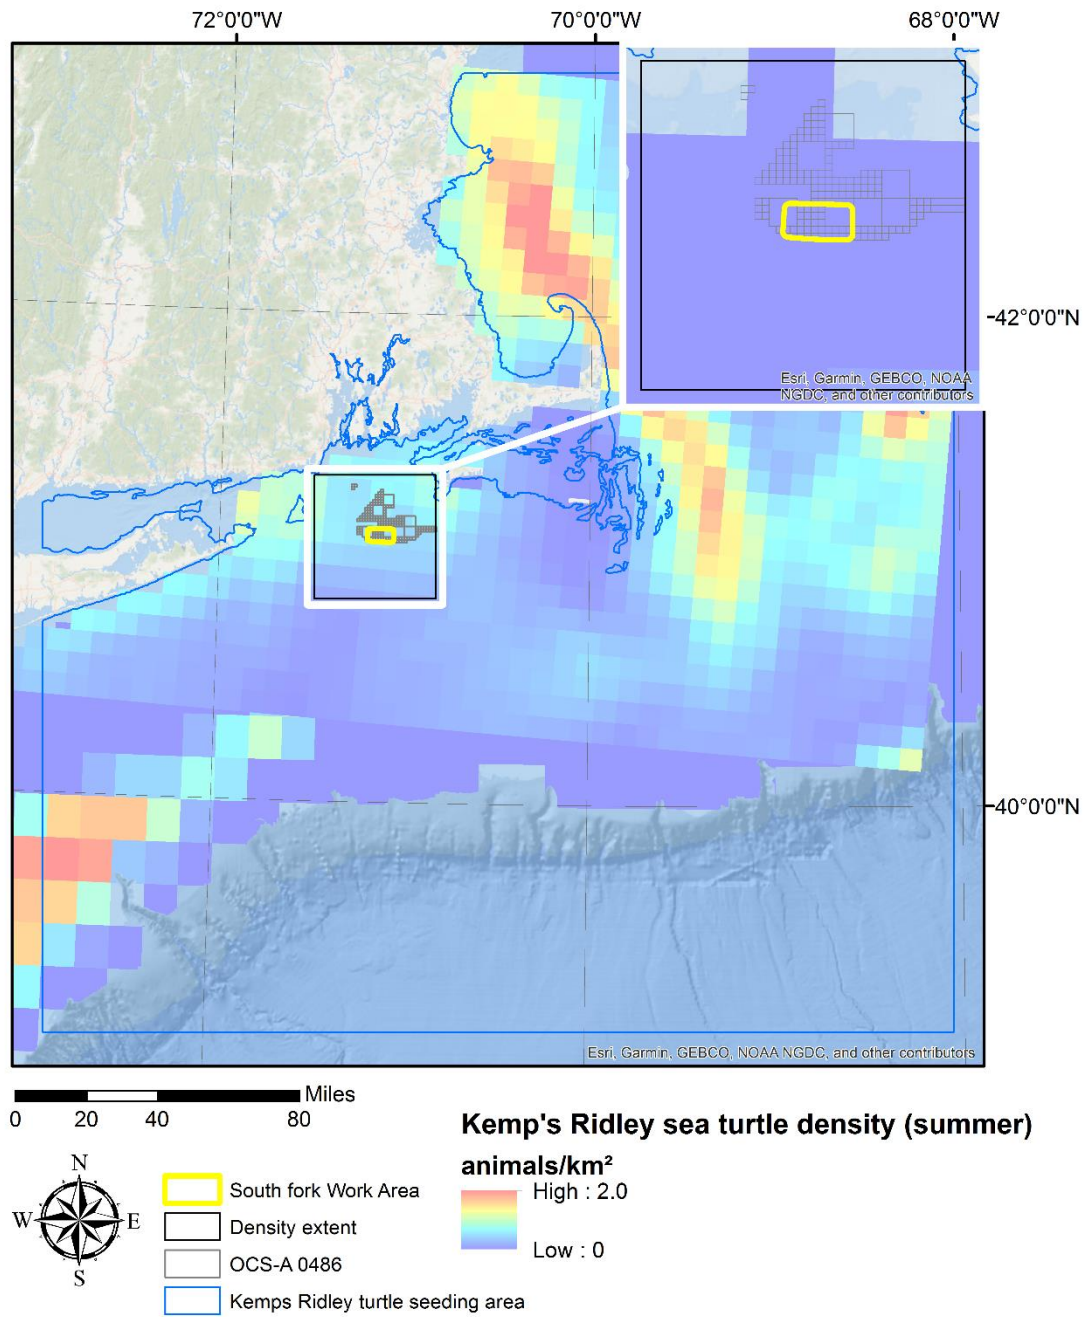 72°0'0"W 70°0'0"W 68°0'0"W
Esri, Garmin, GEBCO, NOAA
NGDC, and other contributors
42°0'0"N
40°0'0"N
Esri, Garmin, GEBCO, NOAA NGDC, and other contributors
Miles
0 20 40 80
Kemp's Ridley sea turtle density (summer)
animals/km²
High : 2.0
Low : 0
N
W E
S
South fork Work Area
Density extent
OCS-A 0486
Kemps Ridley turtle seeding area